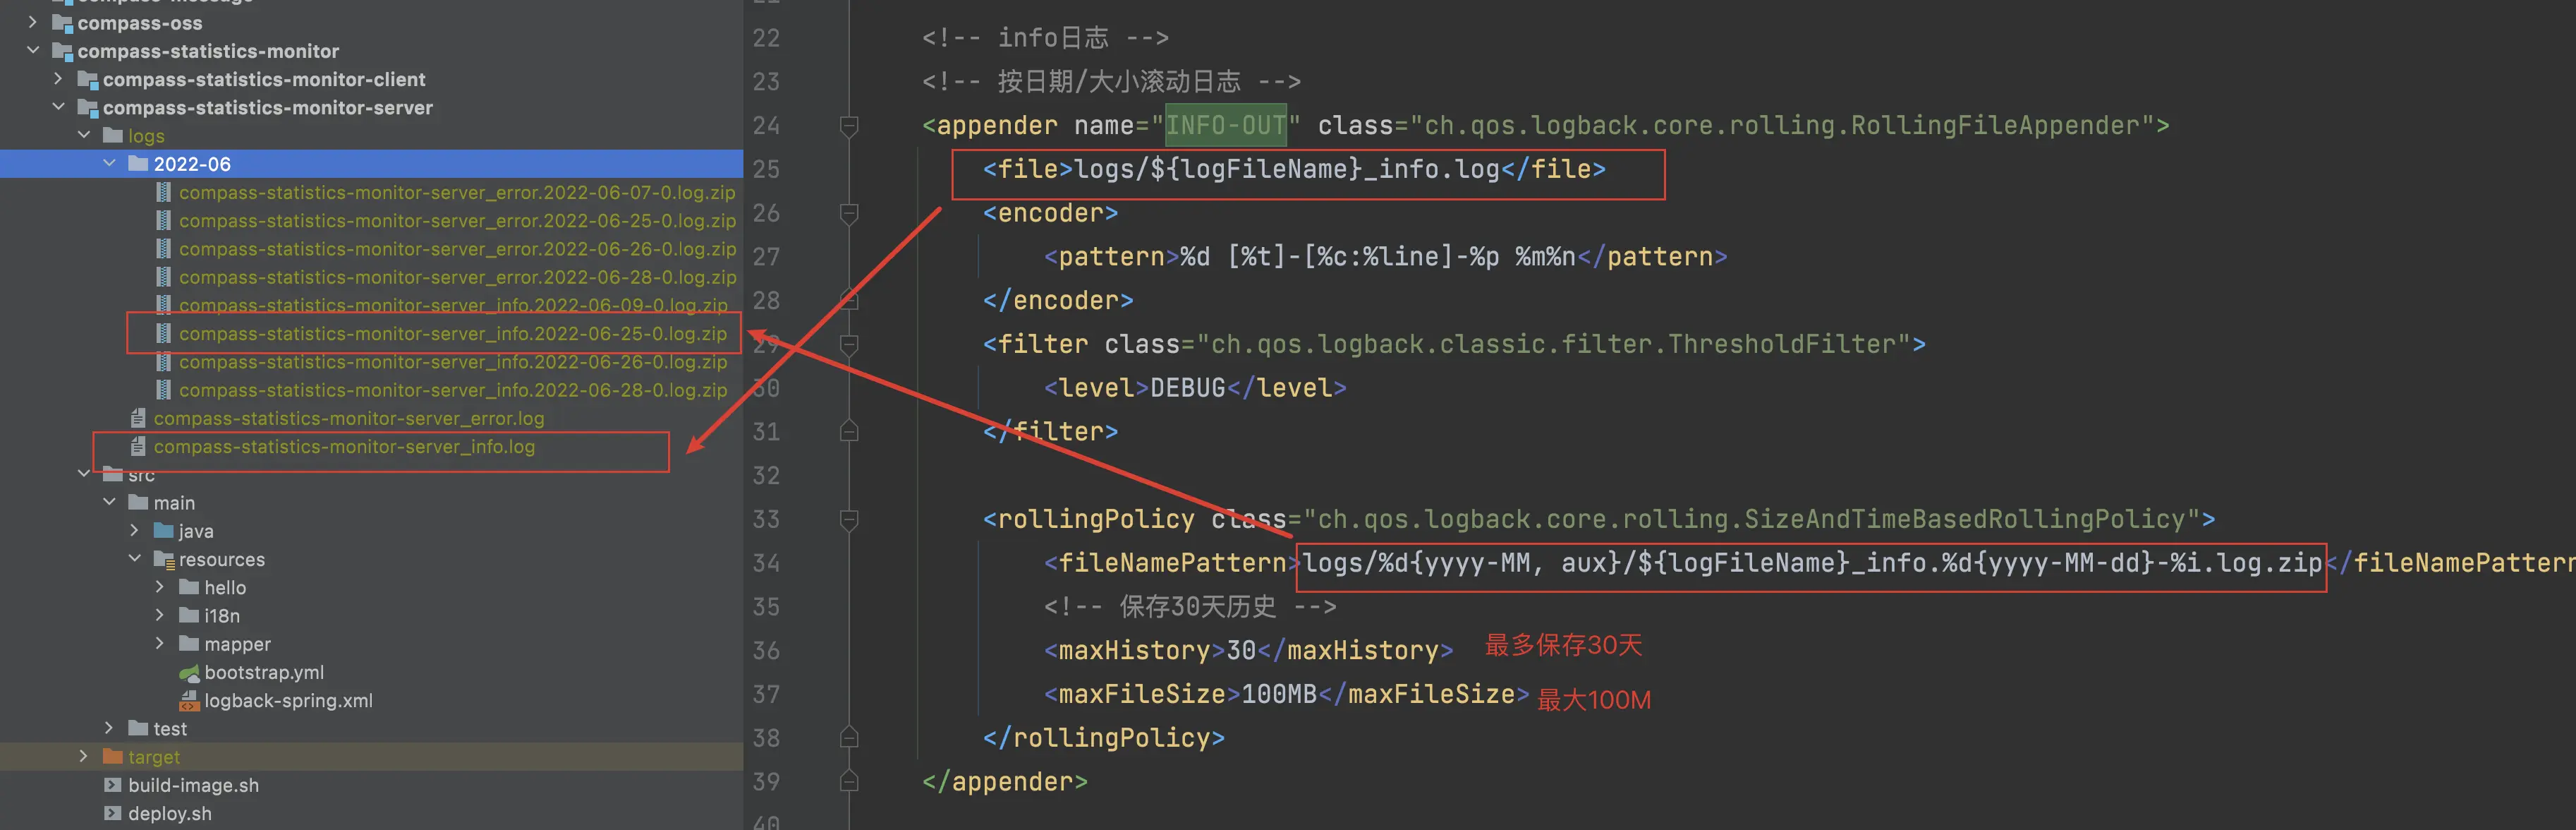 compass-message
compass-oss
compass-statistics-monitor
compass-statistics-monitor-client
compass-statistics-monitor-server
logs
2022-06
compass-statistics-monitor-server_error.2022-06-07-0.log.zip
compass-statistics-monitor-server_error.2022-06-25-0.log.zip
compass-statistics-monitor-server_error.2022-06-26-0.log.zip
compass-statistics-monitor-server_error.2022-06-28-0.log.zip
compass-statistics-monitor-server_info.2022-06-09-0.log.zip
compass-statistics-monitor-server_info.2022-06-25-0.log.zip
compass-statistics-monitor-server_info.2022-06-26-0.log.zip
compass-statistics-monitor-server_info.2022-06-28-0.log.zip
compass-statistics-monitor-server_error.log
compass-statistics-monitor-server_info.log
src
main
java
resources
hello
i18n
mapper
bootstrap.yml
logback-spring.xml
test
target
build-image.sh
deploy.sh
21
22 <!-- info日志 -->
23 <!-- 按日期/大小滚动日志 -->
24 <appender name="INFO-OUT" class="ch.qos.logback.core.rolling.RollingFileAppender">
25 <file>logs/${logFileName}_info.log</file>
26 <encoder>
27 <pattern>%d [%t]-[%c:%line]-%p %m%n</pattern>
28 </encoder>
29 <filter class="ch.qos.logback.classic.filter.ThresholdFilter">
30 <level>DEBUG</level>
31 </filter>
32
33 <rollingPolicy class="ch.qos.logback.core.rolling.SizeAndTimeBasedRollingPolicy">
34 <fileNamePattern>logs/%d{yyyy-MM, aux}/${logFileName}_info.%d{yyyy-MM-dd}-%i.log.zip</fileNamePattern
35 <!-- 保存30天历史 -->
36 <maxHistory>30</maxHistory> 最多保存30天
37 <maxFileSize>100MB</maxFileSize> 最大100M
38 </rollingPolicy>
39 </appender>
40